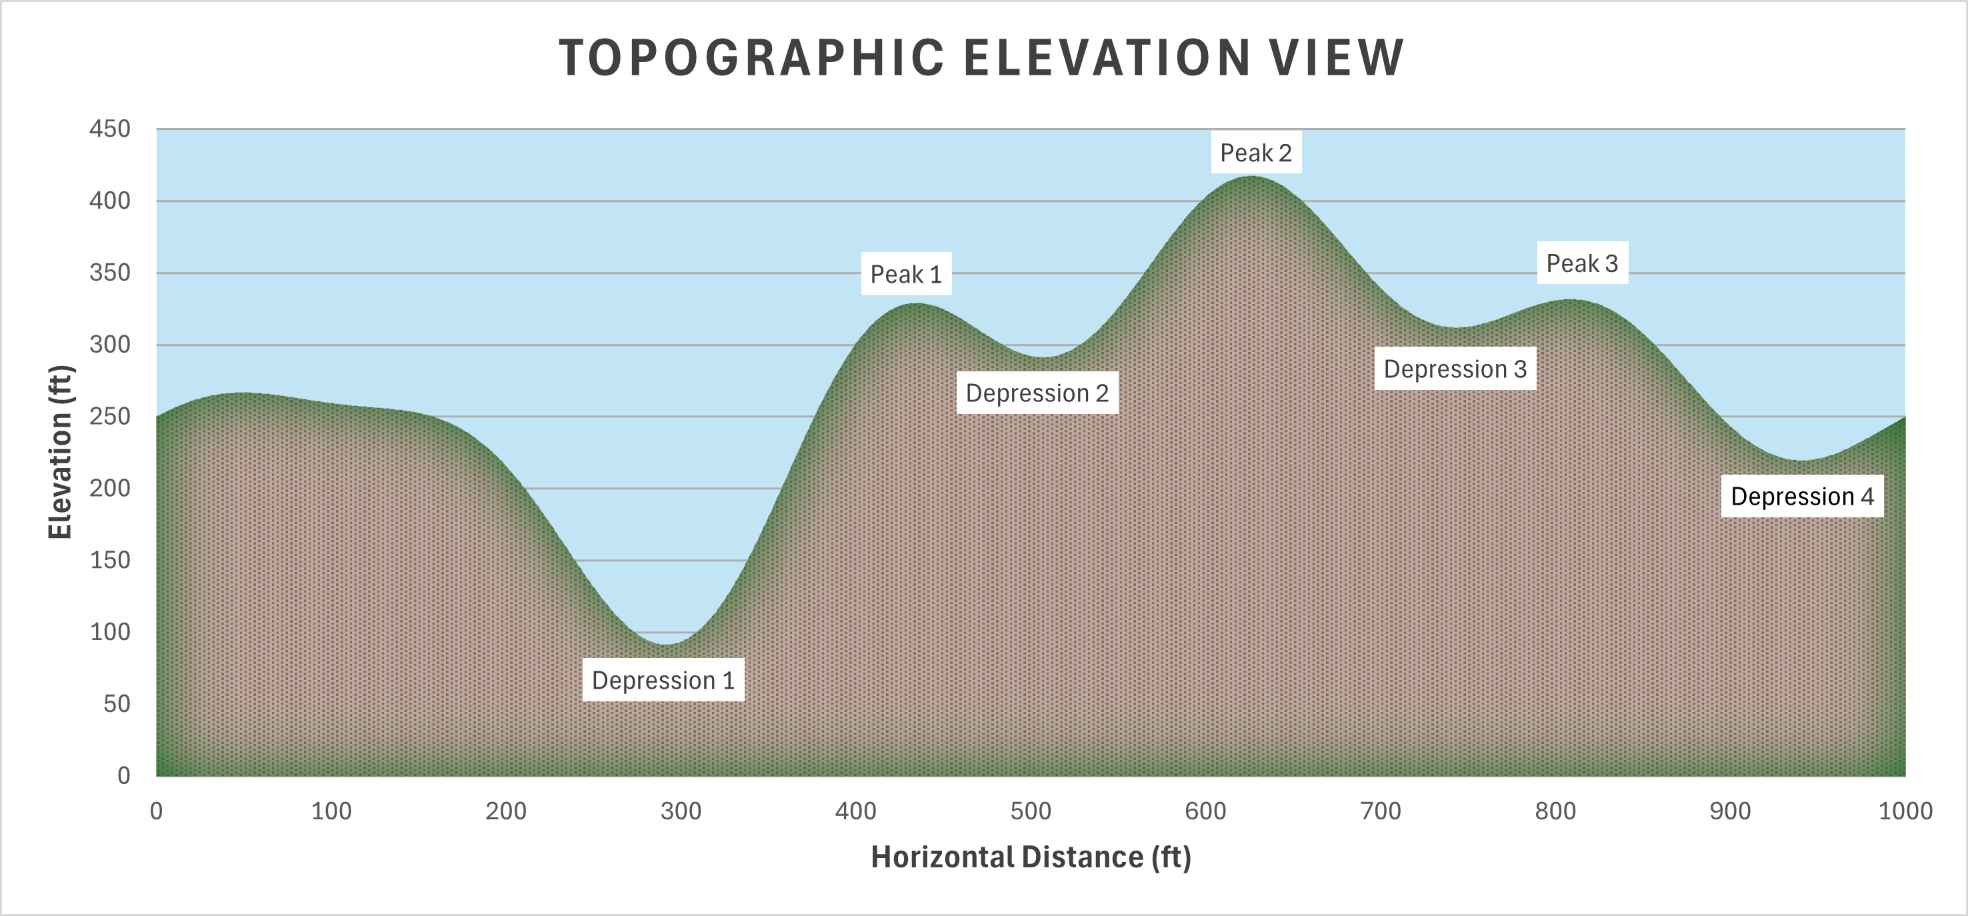 TOPOGRAPHIC ELEVATION VIEW
450
400
350
300
250
200
150
100
50
0
Elevation (ft)
Peak 1
Peak 2
Peak 3
Depression 1
Depression 2
Depression 3
Depression 4
0 100 200 300 400 500 600 700 800 900 1000
Horizontal Distance (ft)